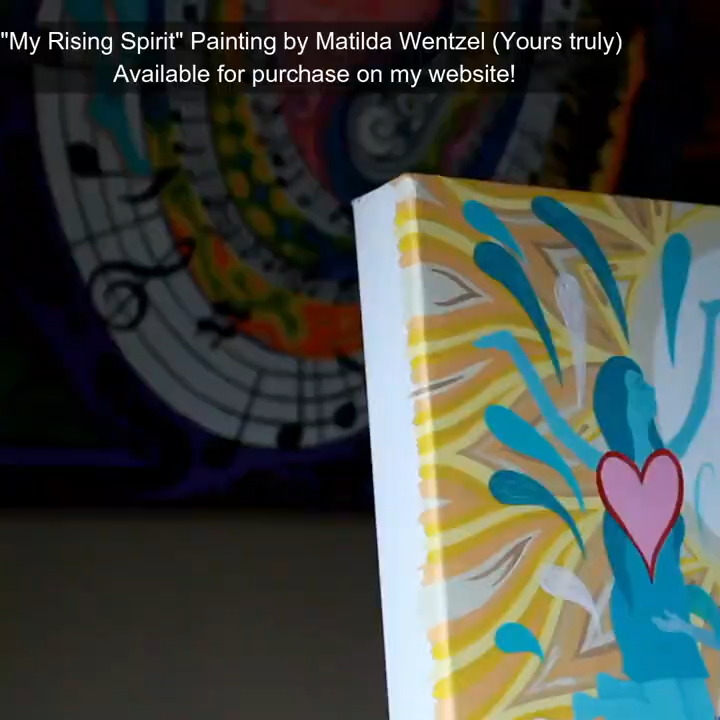 "My Rising Spirit" Painting by Matilda Wentzel (Yours truly)
Available for purchase on my website!